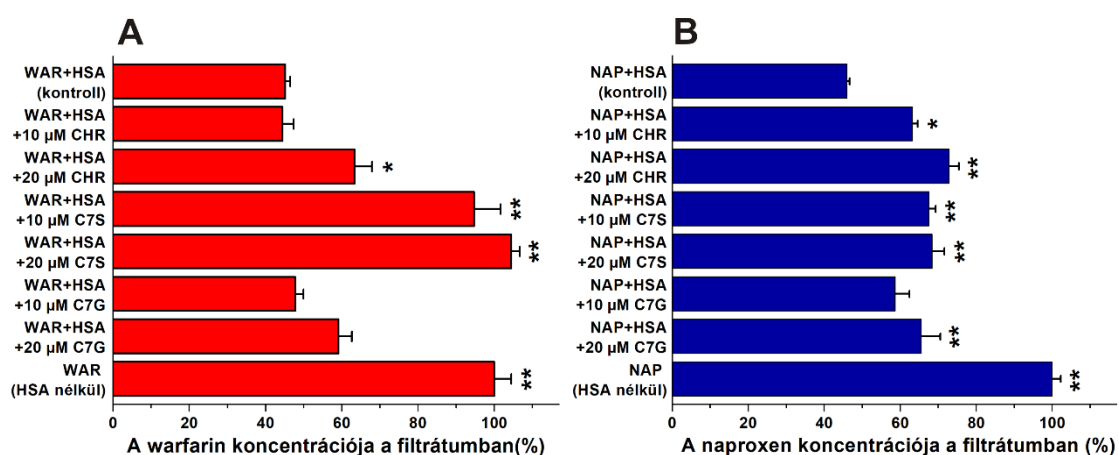 A
WAR+HSA
(kontroll)
WAR+HSA
+10 µM CHR
WAR+HSA
+20 µM CHR
*
WAR+HSA
+10 µM C7S
**
WAR+HSA
+20 µM C7S
**
WAR+HSA
+10 µM C7G
WAR+HSA
+20 µM C7G
WAR
(HSA nélkül)
**
0 20 40 60 80 100
A warfarin koncentrációja a filtrátumban(%)
B
NAP+HSA
(kontroll)
NAP+HSA
+10 µM CHR
*
NAP+HSA
+20 µM CHR
**
NAP+HSA
+10 µM C7S
**
NAP+HSA
+20 µM C7S
**
NAP+HSA
+10 µM C7G
NAP+HSA
+20 µM C7G
**
NAP
(HSA nélkül)
**
0 20 40 60 80 100
A naproxen koncentrációja a filtrátumban (%)